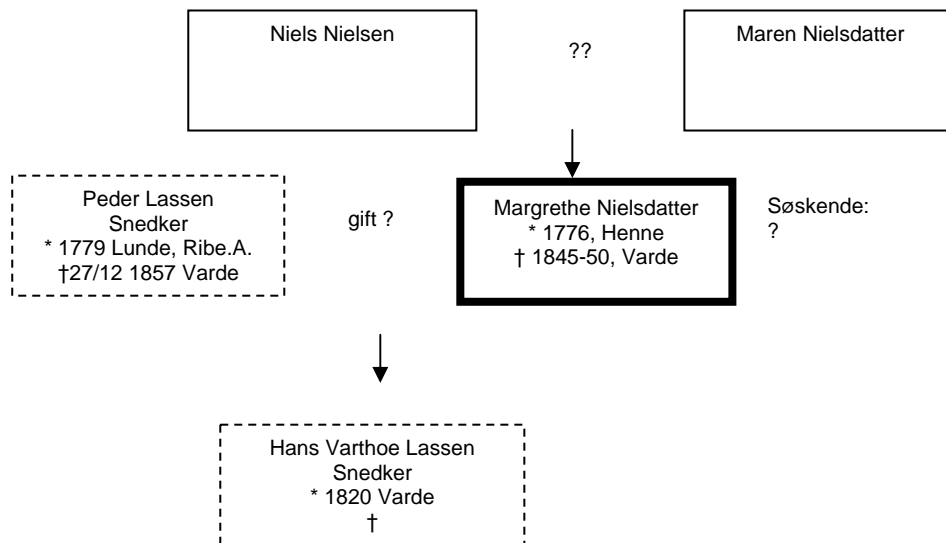 Niels Nielsen
??
Maren Nielsdatter
Peder Lassen
Snedker
* 1779 Lunde, Ribe.A.
†27/12 1857 Varde
gift ?
Margrethe Nielsdatter
* 1776, Henne
† 1845-50, Varde
Søskende:
?
Hans Varthoe Lassen
Snedker
* 1820 Varde
†